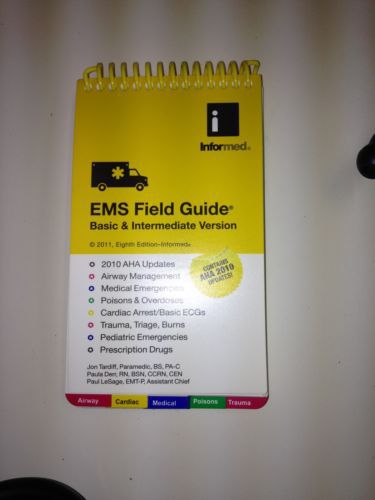 i
Informed®
EMS Field Guide®
Basic & Intermediate Version
© 2011, Eighth Edition-Informed®
CONTAINS
AHA 2010
UPDATES!
2010 AHA Updates
Airway Management
Medical Emergencies
Poisons & Overdoses
Cardiac Arrest/Basic ECGs
Trauma, Triage, Burns
Pediatric Emergencies
Prescription Drugs
Jon Tardiff, Paramedic, BS, PA-C
Paula Derr, RN, BSN, CCRN, CEN
Paul LeSage, EMT-P, Assistant Chief
Airway Cardiac Medical Poisons Trauma